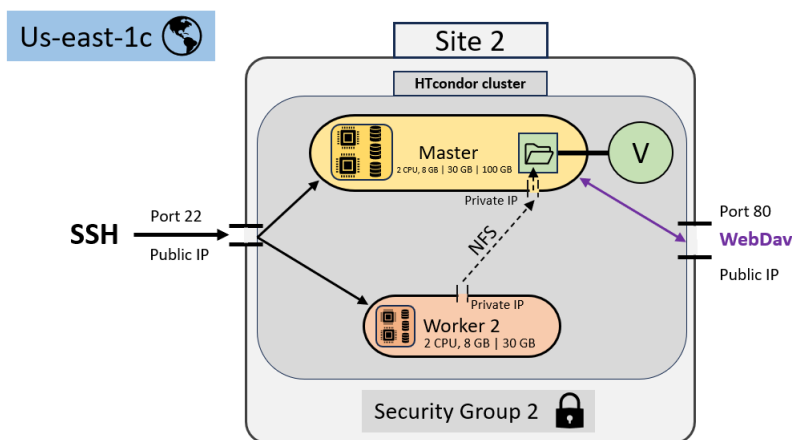 Us-east-1c
Site 2
HTcondor cluster
Master
2 CPU, 8 GB | 30 GB | 100 GB
V
Private IP
Port 22
SSH
Public IP
NFS
Port 80
WebDav
Public IP
Private IP
Worker 2
2 CPU, 8 GB | 30 GB
Security Group 2